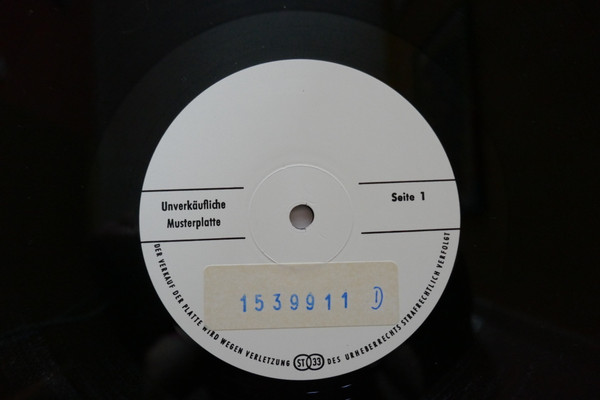 Unverkäufliche
Musterplatte
Seite 1
1539911 D
DER VERKAUF DER PLATTE WIRD WEGEN VERLETZUNG ST 33 DES URHEBERRECHTS STRAFRECHTLICH VERFOLGT